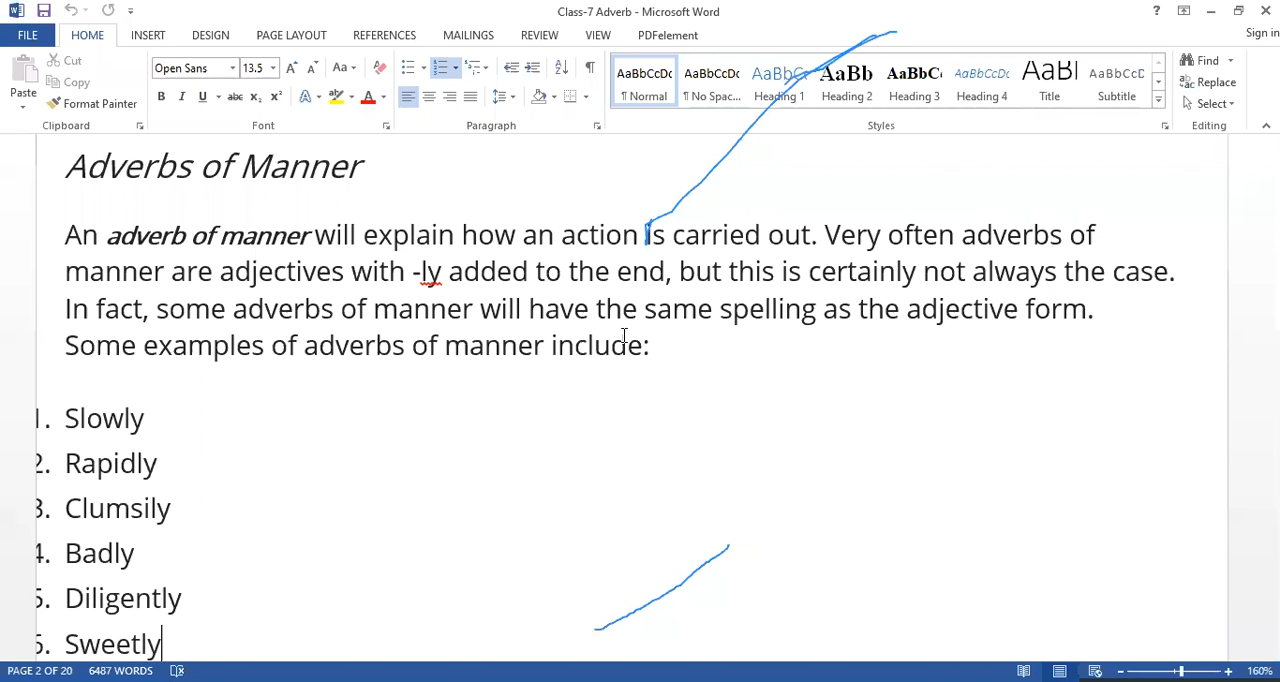 Class-7 Adverb - Microsoft Word
?
Sign in
FILE HOME INSERT DESIGN PAGE LAYOUT REFERENCES MAILINGS REVIEW VIEW PDFelement
Paste
Cut
Copy
Format Painter
Open Sans 13.5
AaBbCcDc AaBbCcDc AaBbC AaBb AaBbC AaBbCcDc AaBl AaBbCcD
¶ Normal ¶ No Spac... Heading 1 Heading 2 Heading 3 Heading 4 Title Subtitle
Find
Replace
Select
Clipboard Font Paragraph Styles Editing
Adverbs of Manner
An adverb of manner will explain how an action is carried out. Very often adverbs of
manner are adjectives with -ly added to the end, but this is certainly not always the case.
In fact, some adverbs of manner will have the same spelling as the adjective form.
Some examples of adverbs of manner include:
1. Slowly
2. Rapidly
3. Clumsily
4. Badly
5. Diligently
6. Sweetly
PAGE 2 OF 20 6487 WORDS 160%